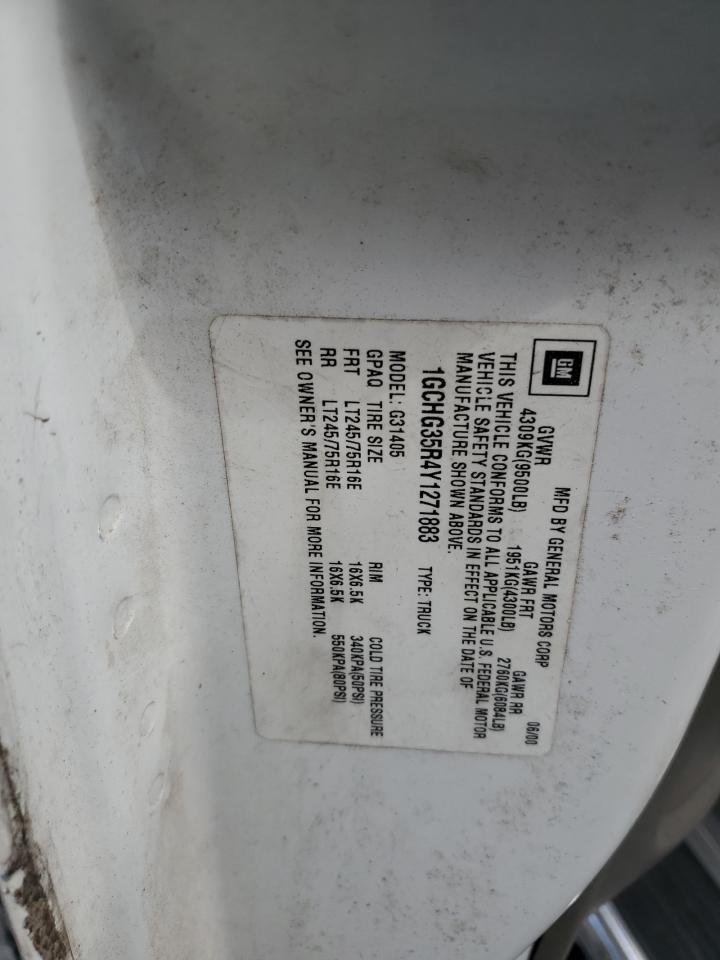 GM
MFD BY GENERAL MOTORS CORP 06/00
GVWR GAWR FRT GAWR RR
4309KG(9500LB) 1951KG(4300LB) 2760KG(6084LB)
THIS VEHICLE CONFORMS TO ALL APPLICABLE U.S. FEDERAL MOTOR
VEHICLE SAFETY STANDARDS IN EFFECT ON THE DATE OF
MANUFACTURE SHOWN ABOVE.
1GCHG35R4Y1271883 TYPE: TRUCK
MODEL: G31405
GPAQ TIRE SIZE RIM COLD TIRE PRESSURE
FRT LT245/75R16E 16X6.5K 340KPA(50PSI)
RR LT245/75R16E 16X6.5K 550KPA(80PSI)
SEE OWNER'S MANUAL FOR MORE INFORMATION.